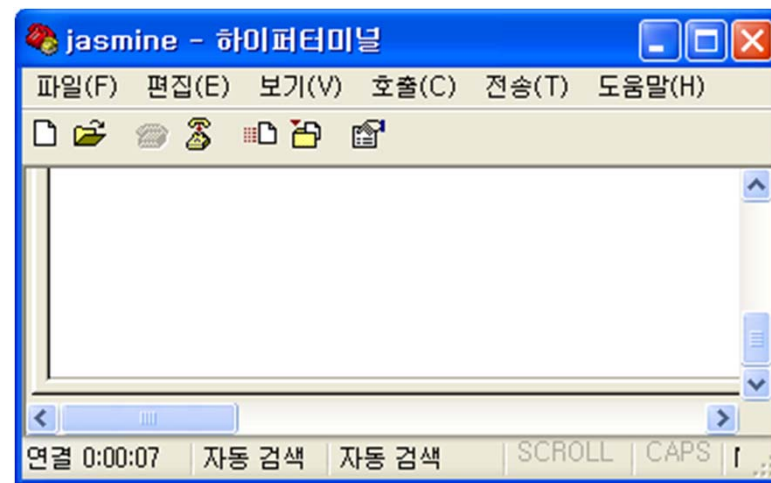 jasmine - 하이퍼터미널
파일(F) 편집(E) 보기(V) 호출(C) 전송(T) 도움말(H)
연결 0:00:07 자동 검색 자동 검색 SCROLL CAPS